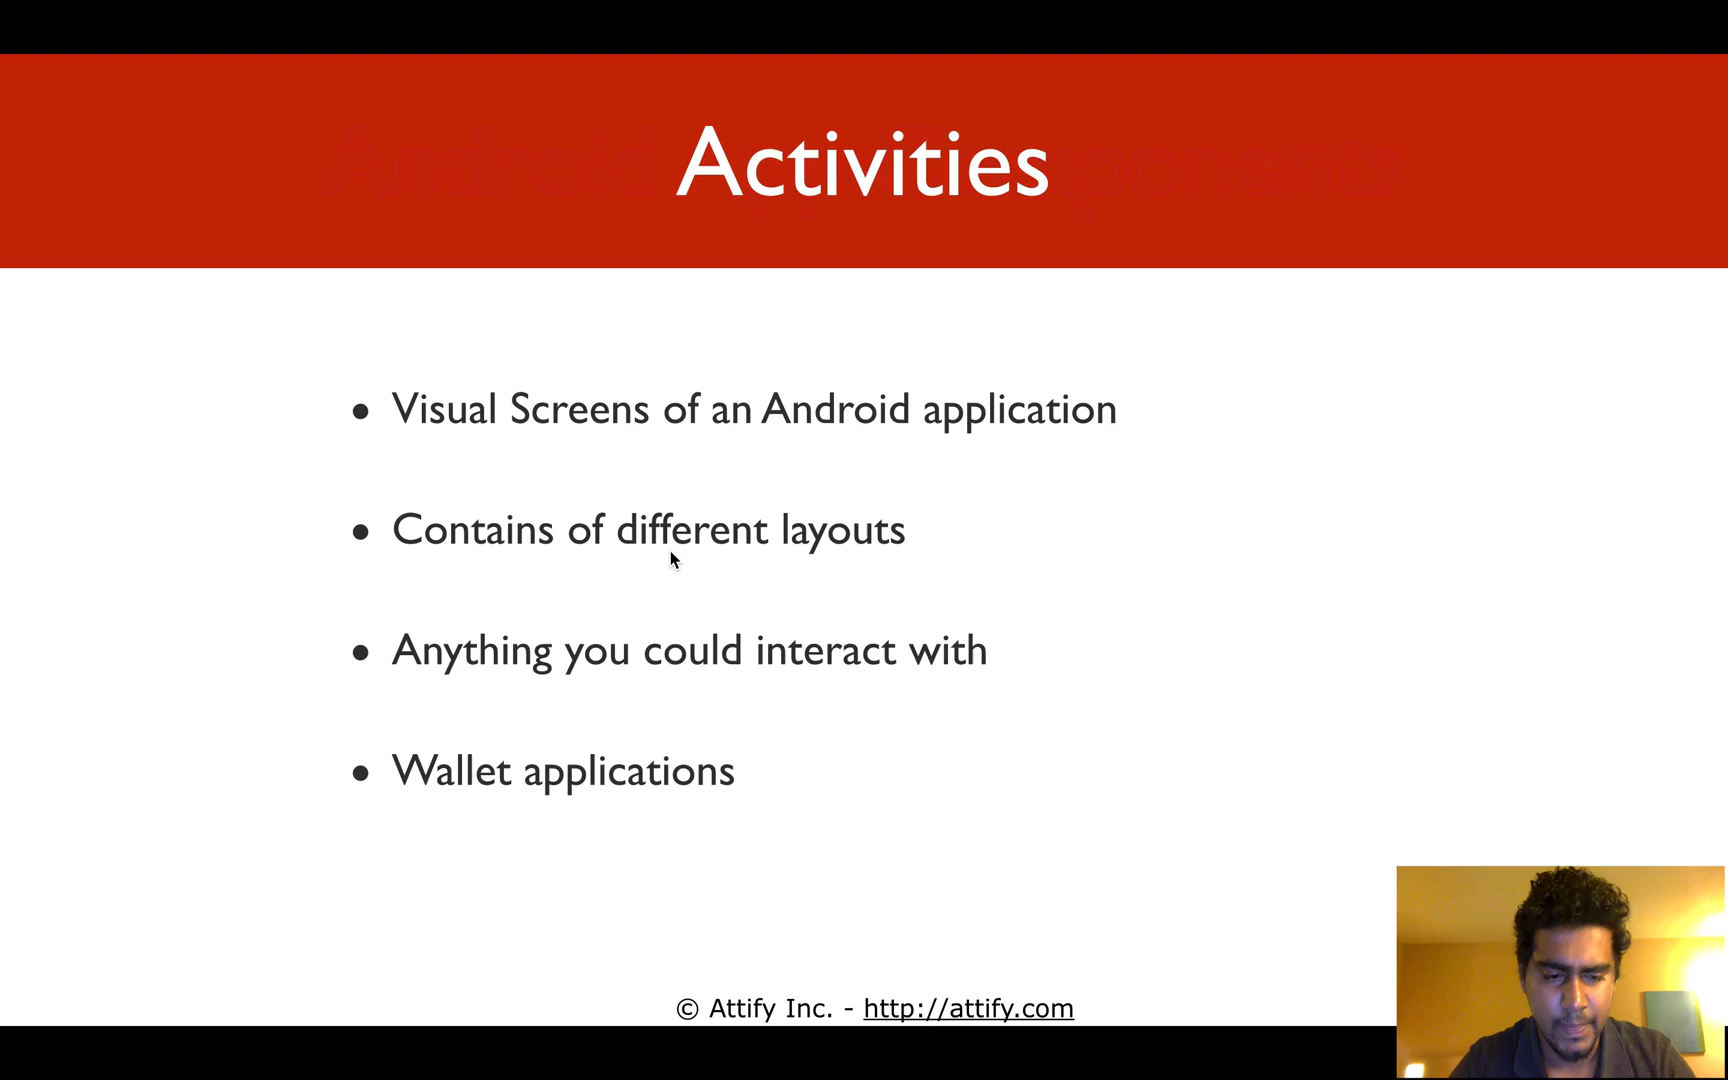 Activities
• Visual Screens of an Android application
• Contains of different layouts
• Anything you could interact with
• Wallet applications
© Attify Inc. - http://attify.com